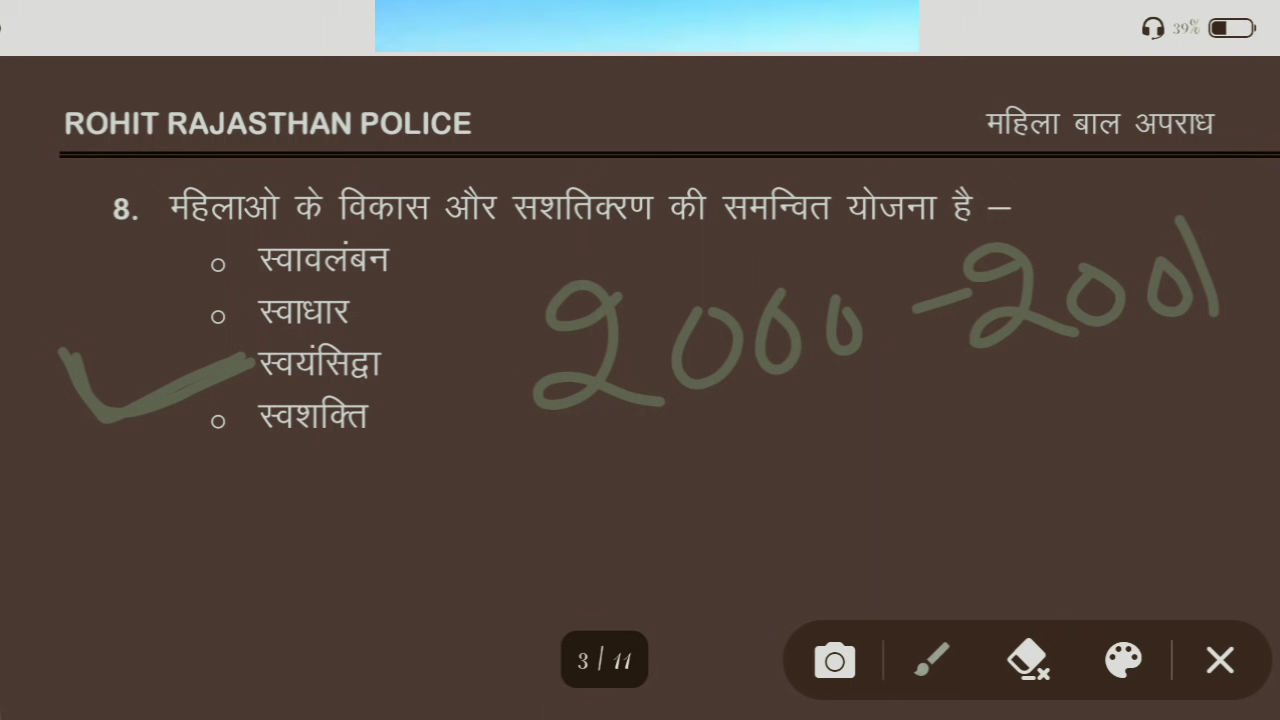 39%
ROHIT RAJASTHAN POLICE
महिला बाल अपराध
8. महिलाओ के विकास और सशतिक्रण की समन्वित योजना है –
स्वावलंबन
स्वाधार
स्वयंसिद्वा
स्वशक्ति
2000-2001
3 / 11